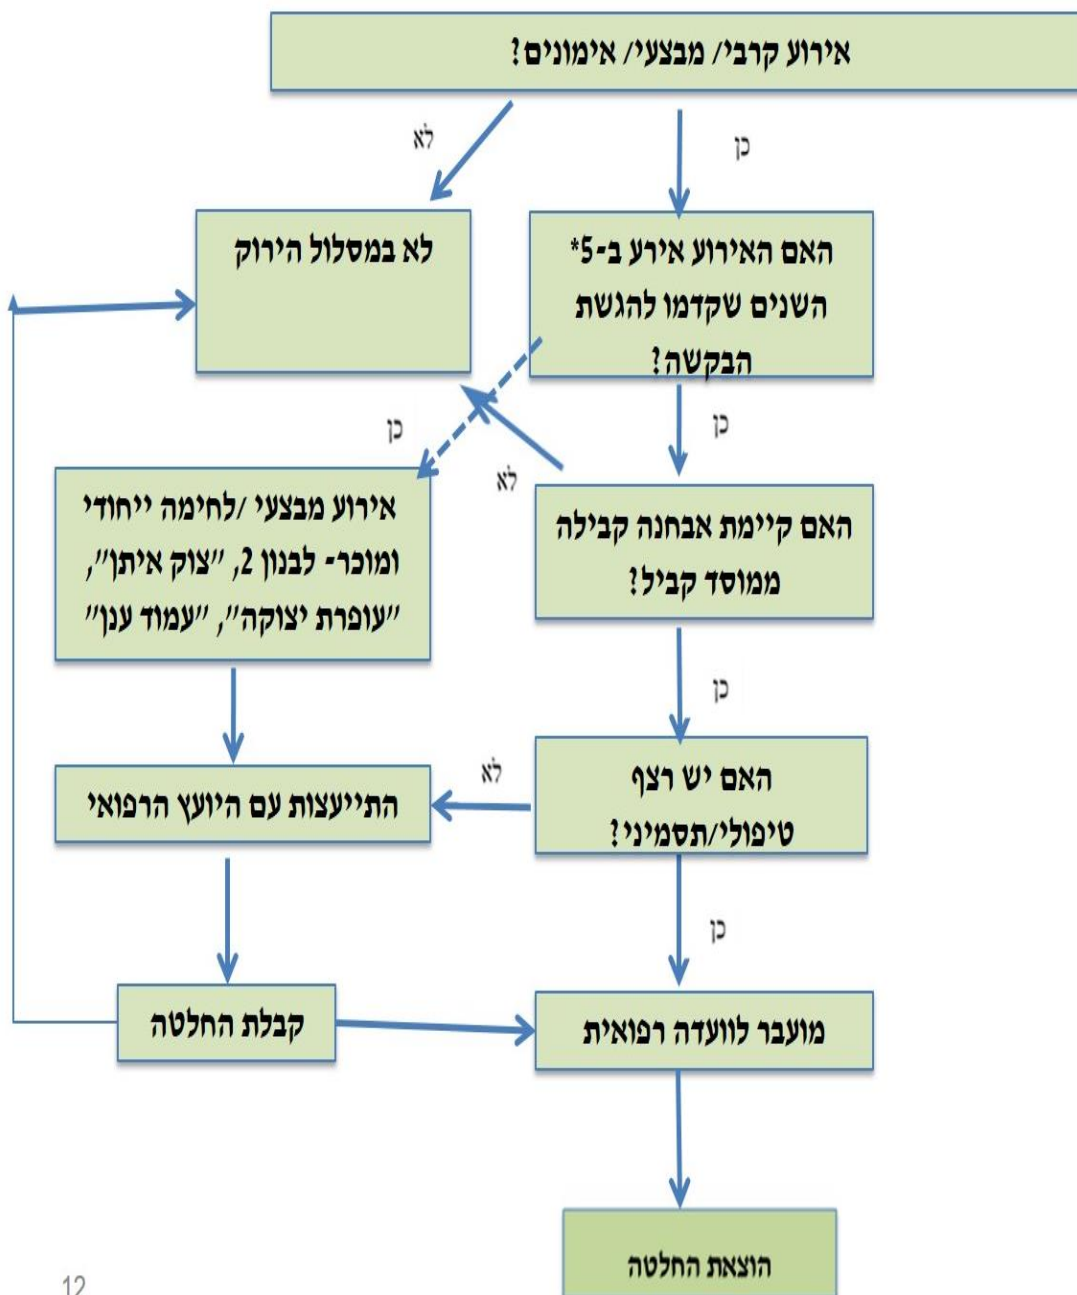 אירוע קרבי/ מבצעי/ אימונים?
לא
כן
לא במסלול הירוק
האם האירוע אירע ב-5*
השנים שקדמו להגשת
הבקשה?
כן
כן
לא
אירוע מבצעי /לחימה ייחודי
ומוכר- לבנון 2, "צוק איתן",
"עופרת יצוקה", "עמוד ענן"
האם קיימת אבחנה קבילה
ממוסד קביל?
כן
האם יש רצף
טיפולי/תסמיני?
לא
התייעצות עם היועץ הרפואי
כן
קבלת החלטה
מועבר לוועדה רפואית
הוצאת החלטה
12